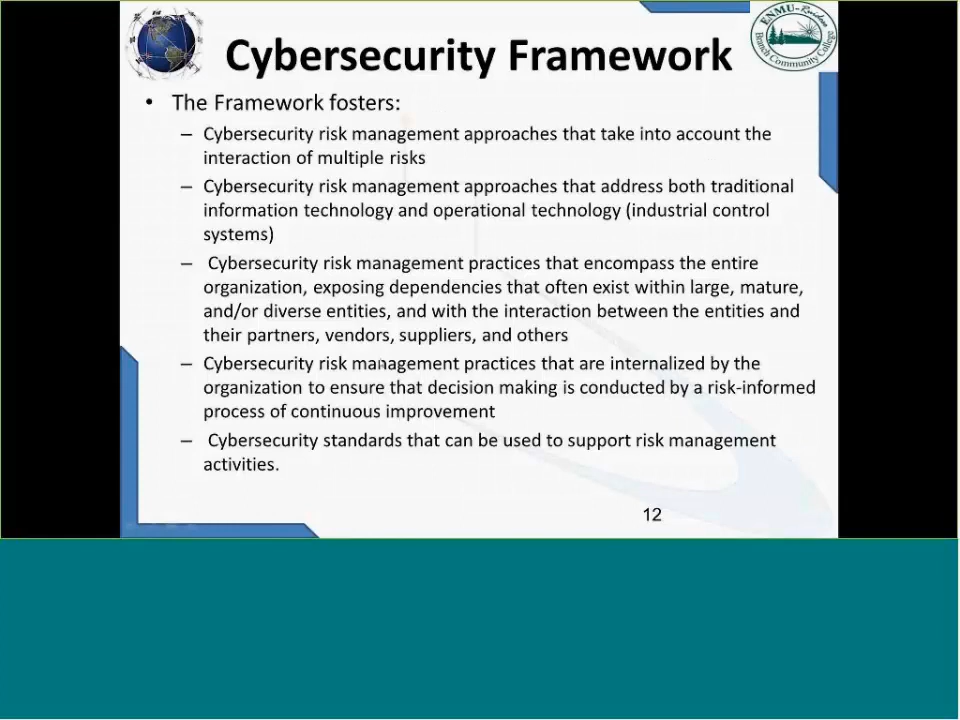 Cybersecurity Framework
ENMU-Ruidoso
Branch Community College
• The Framework fosters:
– Cybersecurity risk management approaches that take into account the
interaction of multiple risks
– Cybersecurity risk management approaches that address both traditional
information technology and operational technology (industrial control
systems)
– Cybersecurity risk management practices that encompass the entire
organization, exposing dependencies that often exist within large, mature,
and/or diverse entities, and with the interaction between the entities and
their partners, vendors, suppliers, and others
– Cybersecurity risk management practices that are internalized by the
organization to ensure that decision making is conducted by a risk-informed
process of continuous improvement
– Cybersecurity standards that can be used to support risk management
activities.
12